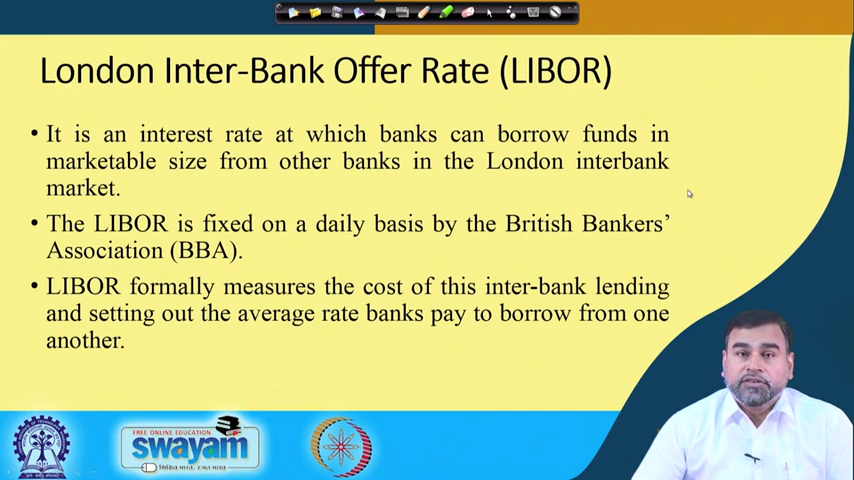 London Inter-Bank Offer Rate (LIBOR)
• It is an interest rate at which banks can borrow funds in
marketable size from other banks in the London interbank
market.
• The LIBOR is fixed on a daily basis by the British Bankers’
Association (BBA).
• LIBOR formally measures the cost of this inter-bank lending
and setting out the average rate banks pay to borrow from one
another.
FREE ONLINE EDUCATION
swayam